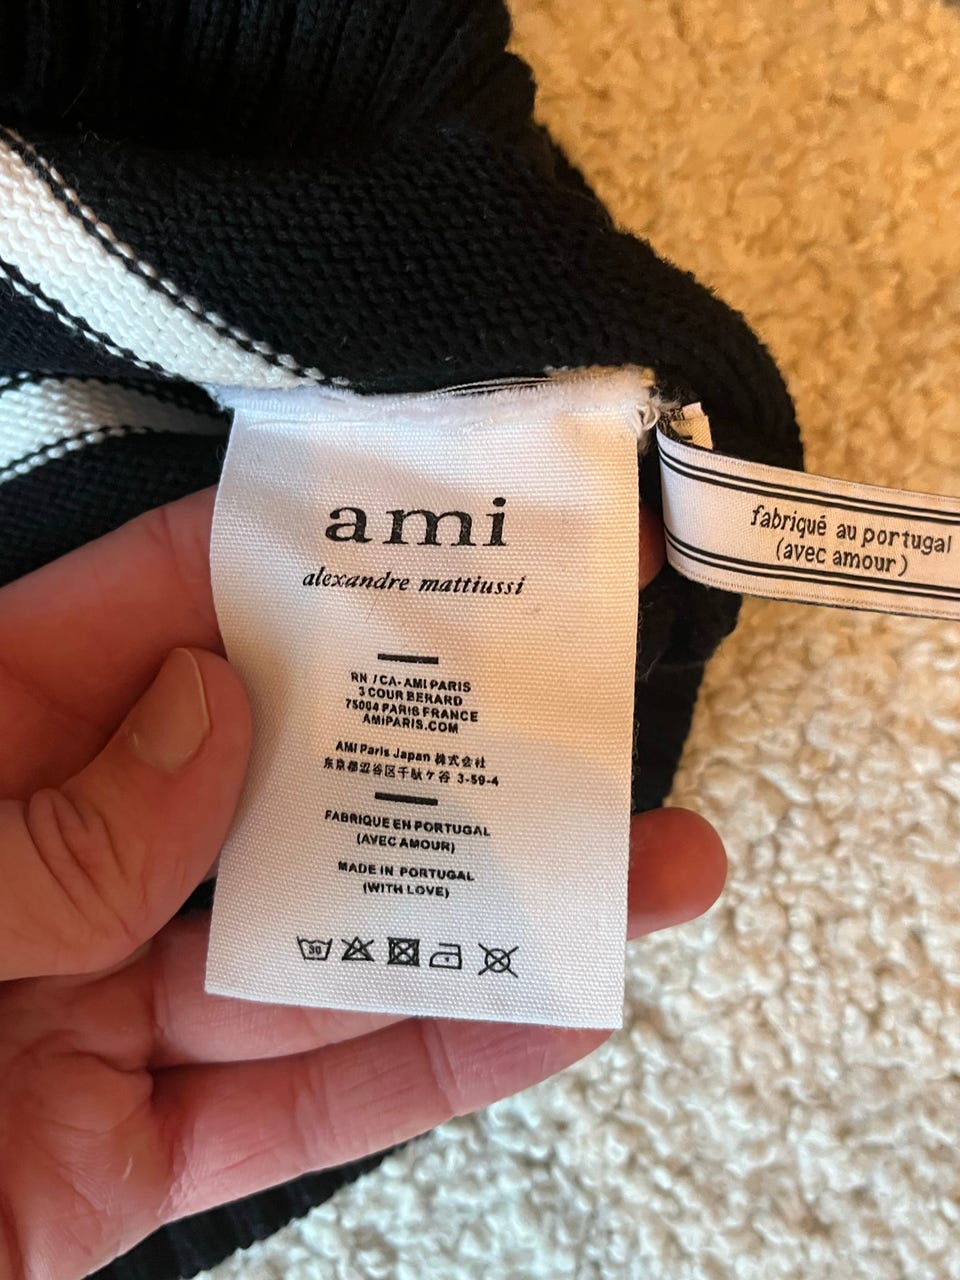 ami
alexandre mattiussi
RN / CA-AMI PARIS
3 COUR BERARD
75004 PARIS FRANCE
AMIPARIS.COM
AMI Paris Japan 株式会社
東京都渋谷区千駄ケ谷 3-59-4
FABRIQUE EN PORTUGAL
(AVEC AMOUR)
MADE IN PORTUGAL
(WITH LOVE)
30
fabriqué au portugal
(avec amour)